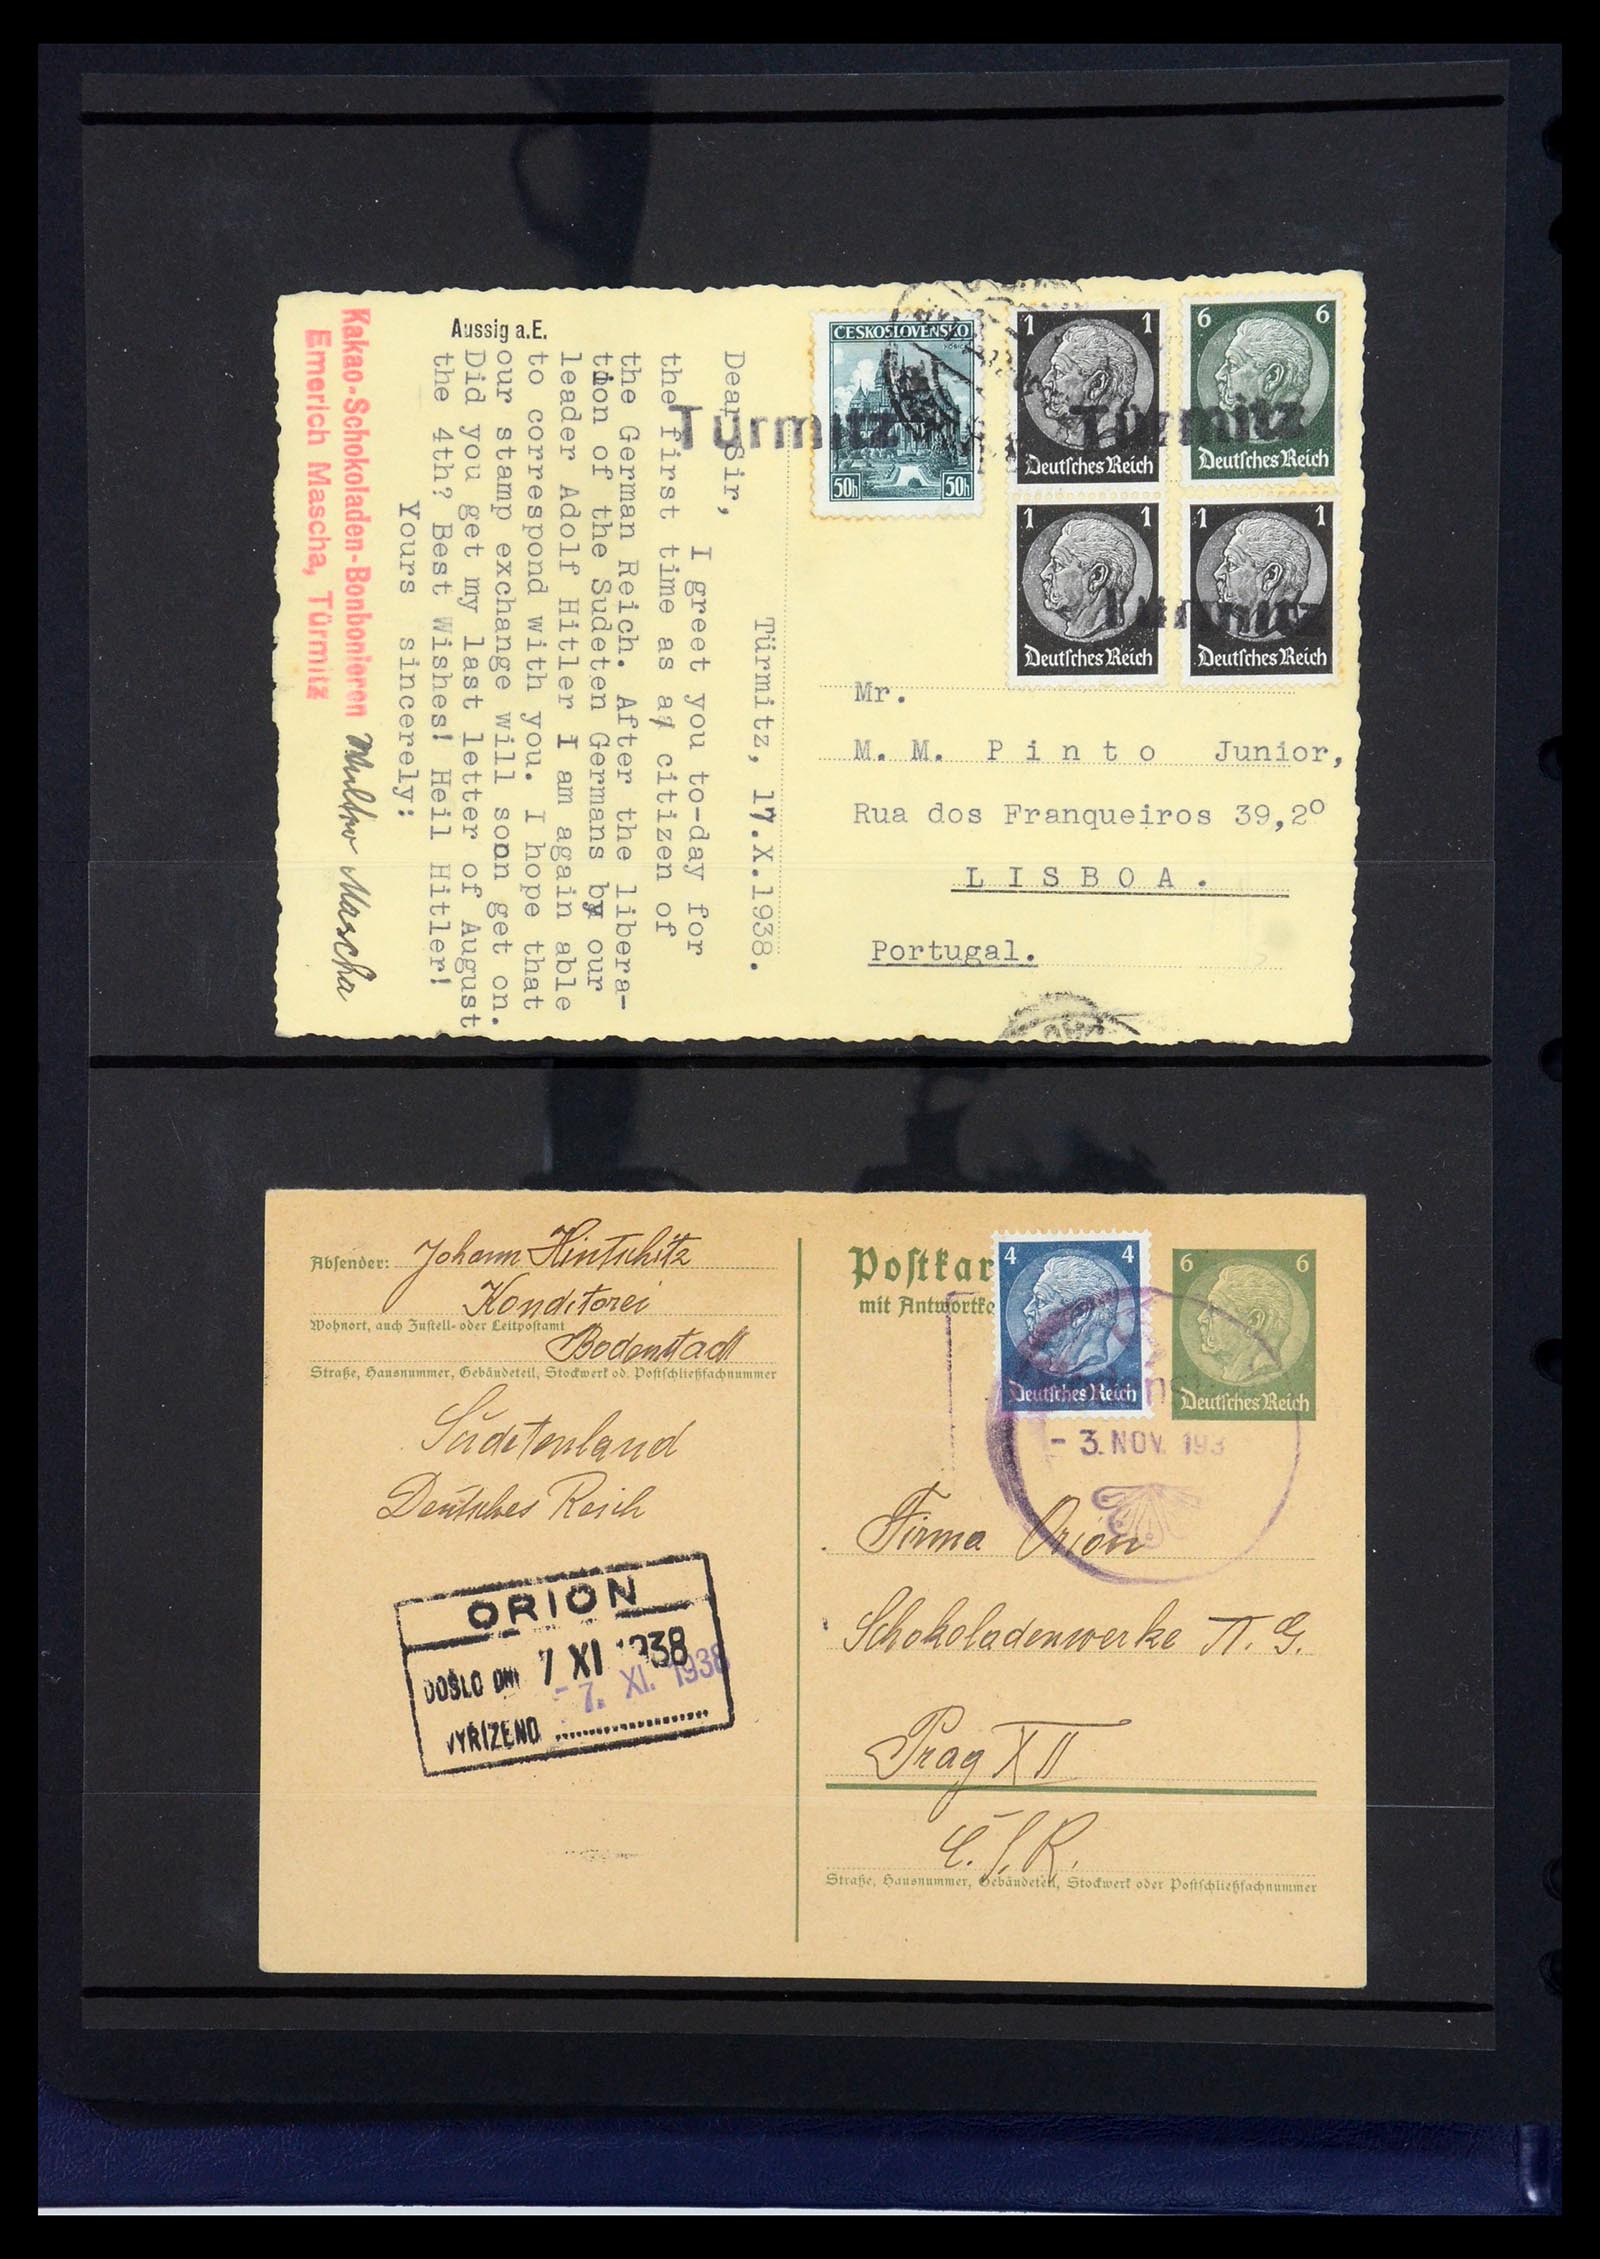 ČESKOSLOVENSKO
50h 50h
1 1
Deutsches Reich
6 6
Deutsches Reich
1 1
Deutsches Reich
1 1
Deutsches Reich
Türmitz
Türmitz
Türmitz
Mr.
M. M. Pinto Junior,
Rua dos Franqueiros 39,2º
LISBOA.
Portugal.
Türmitz, 17.X.1938.
Dear Sir,
I greet you to-day for
the first time as a citizen of
the German Reich. After the libera-
tion of the Sudeten Germans by our
leader Adolf Hitler I am again able
to correspond with you. I hope that
our stamp exchange will soon get on.
Did you get my last letter of August
the 4th? Best Wishes! Heil Hitler!
Yours sincerely:
Aussig a.E.
Kakao-Schokoladen-Bonbonieren
Emerich Mascha, Türmitz
Mascha
Absender: Johann Hintschitz
Konditorei
Wohnort, auch Zustell- oder Leitpostamt
Bodenstadt
Straße, Hausnummer, Gebäudeteil, Stockwerk od. Postschließfachnummer
Sudetenland
Deutsches Reich
ORION
DOŠLO DNE 7 XI 1938
- 7. XI. 1938
VYŘÍZENO
Postkar
mit Antwortka
4 4
Deutsches Reich
6 6
Deutsches Reich
- 3. NOV. 193
Firma Orion
Schokoladenwerke A. G.
Prag XII
Č.S.R.
Straße, Hausnummer, Gebäudeteil, Stockwerk oder Postschließfachnummer